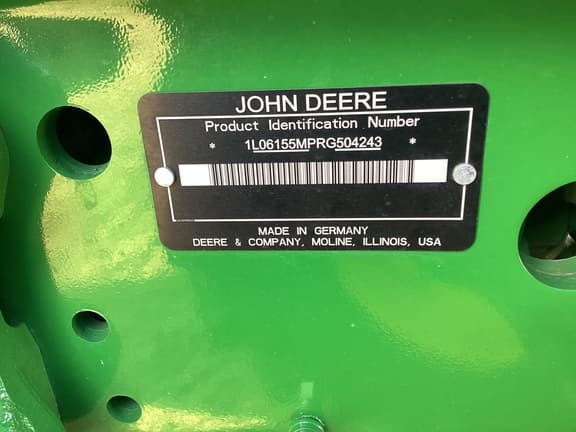 JOHN DEERE
Product Identification Number
* 1L06155MPRG504243 *
MADE IN GERMANY
DEERE & COMPANY, MOLINE, ILLINOIS, USA